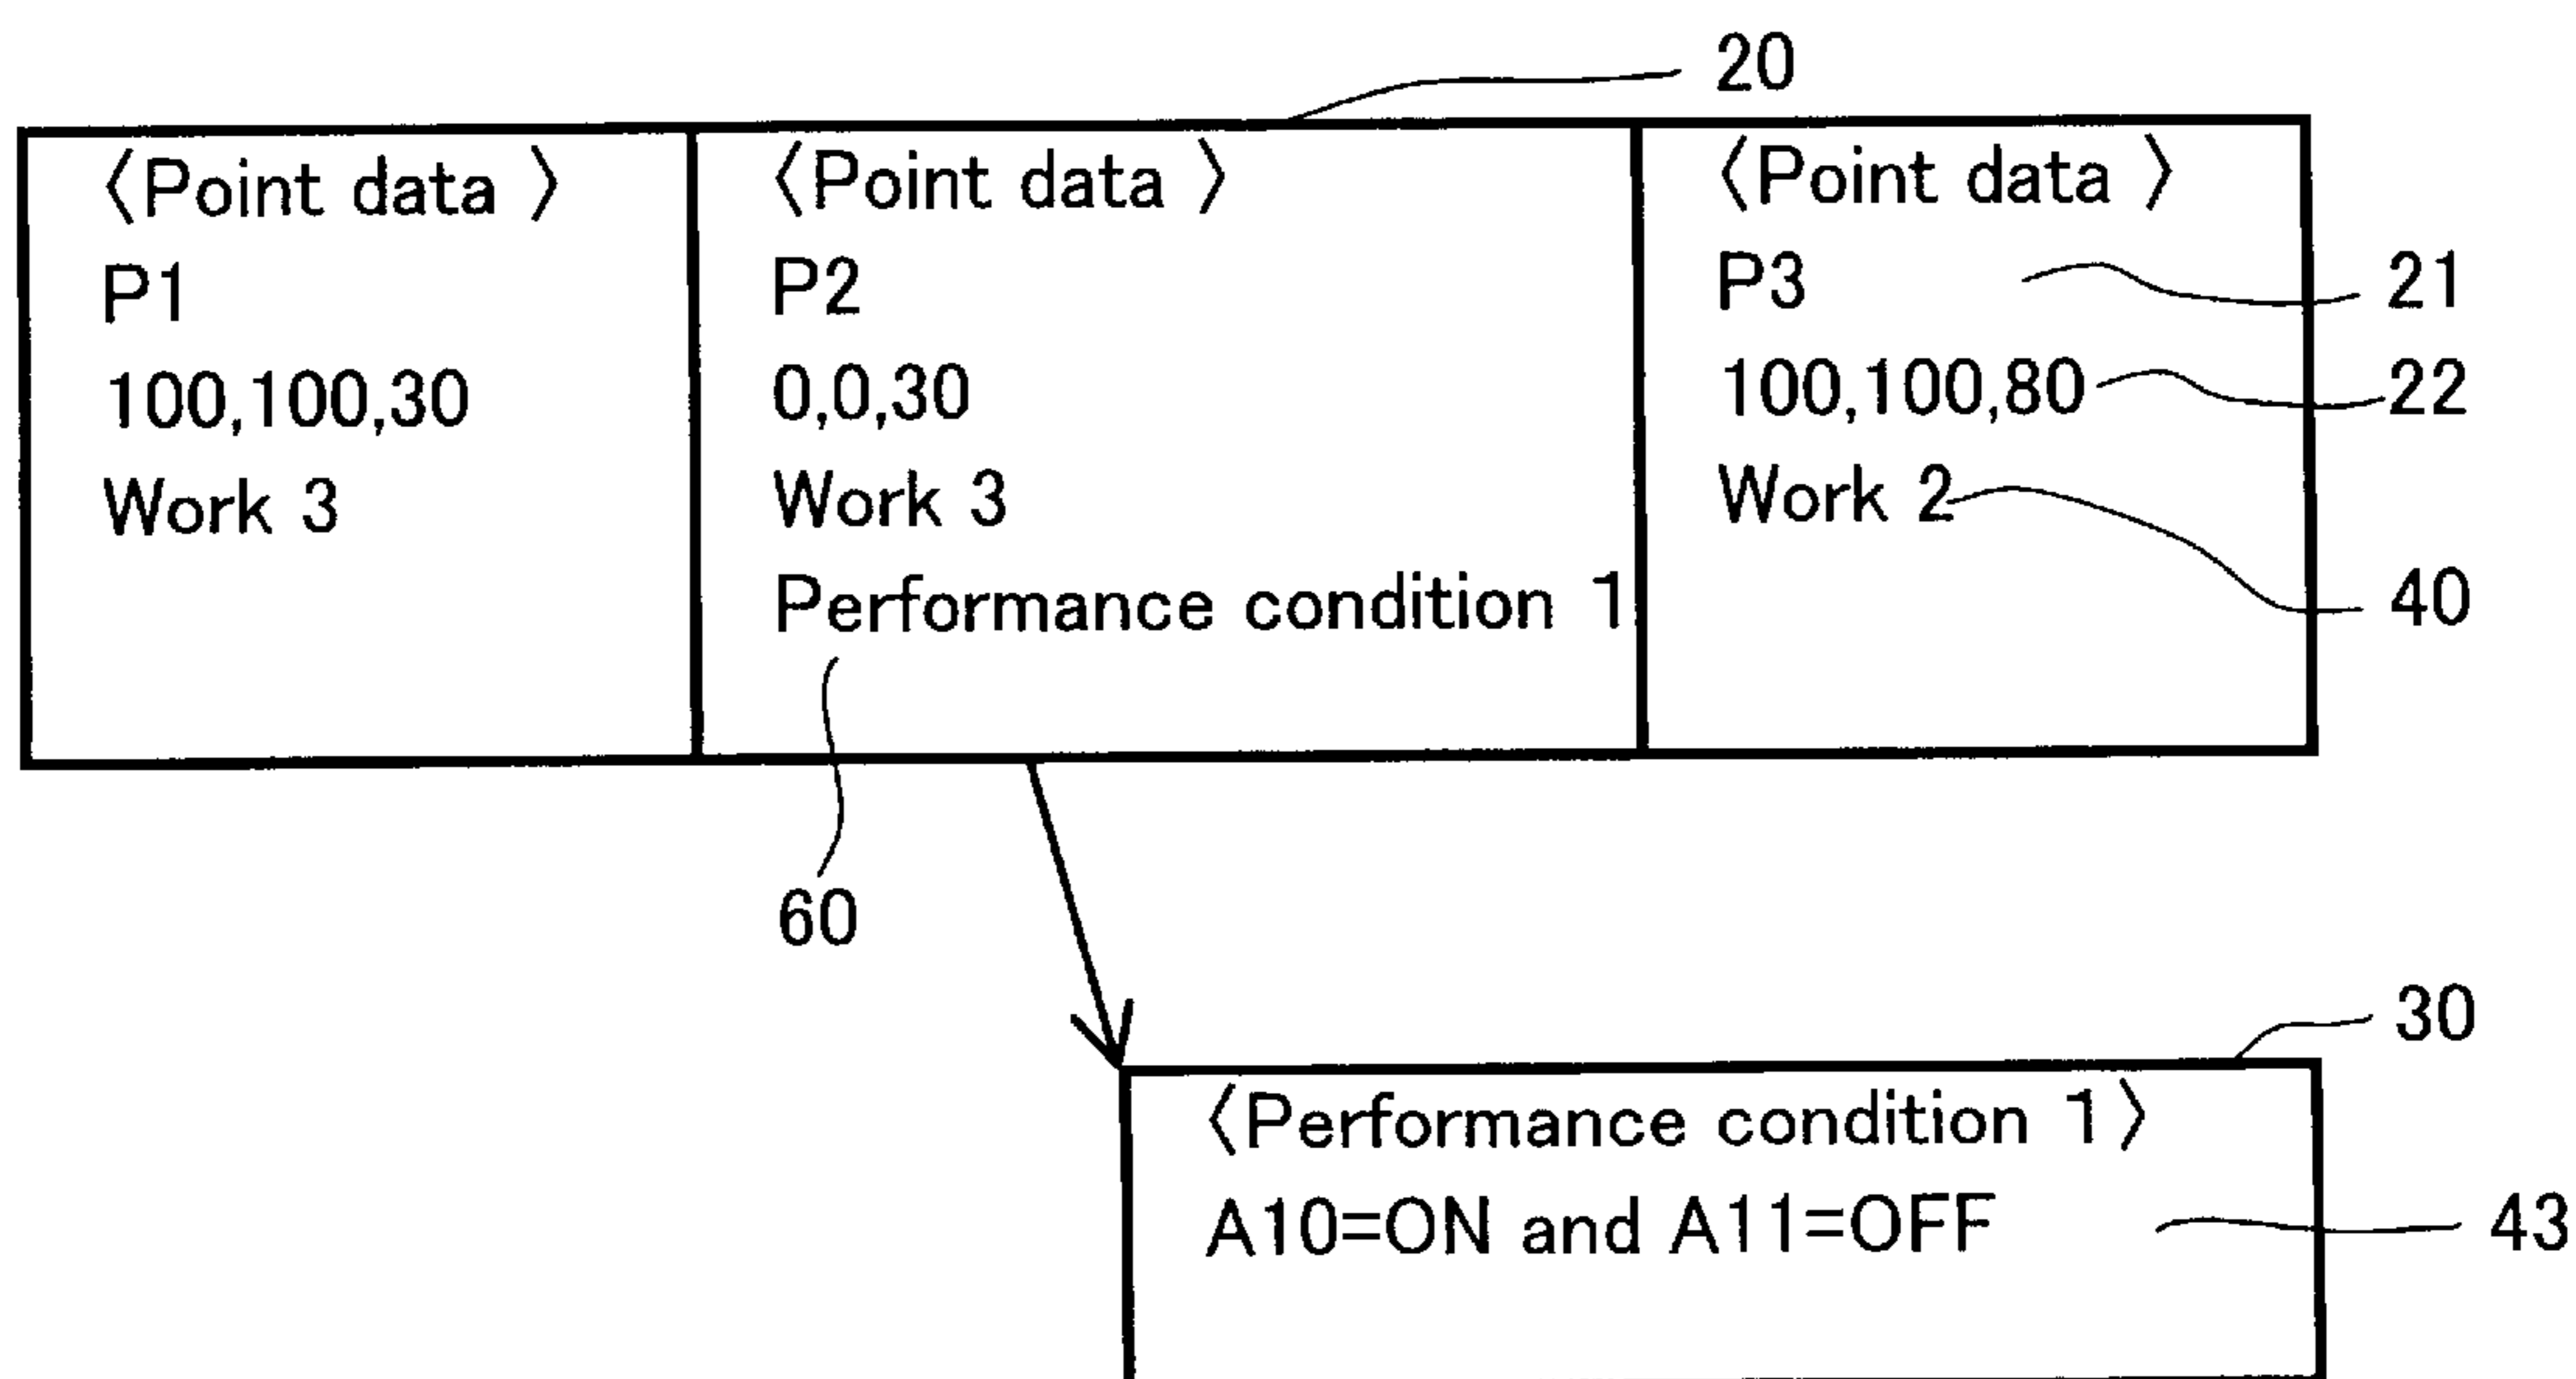 20
〈Point data 〉
P1
100,100,30
Work 3
〈Point data 〉
P2
0,0,30
Work 3
Performance condition 1
〈Point data 〉
P3
100,100,80
Work 2
21
22
40
60
30
〈Performance condition 1〉
A10=ON and A11=OFF
43